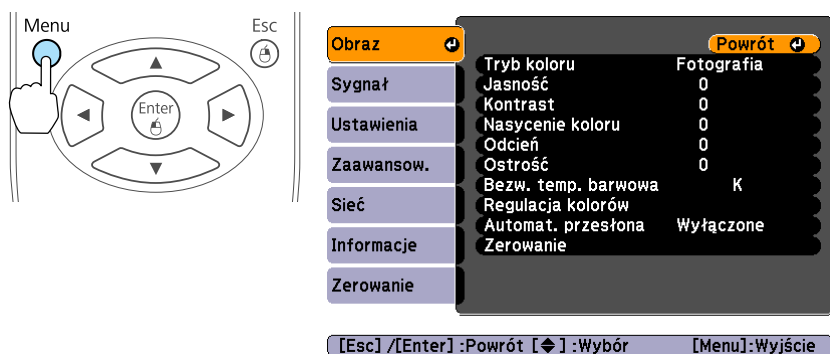 Menu
Esc
Enter
Obraz
Sygnał
Ustawienia
Zaawansow.
Sieć
Informacje
Zerowanie
Powrót
Tryb koloru Fotografia
Jasność 0
Kontrast 0
Nasycenie koloru 0
Odcień 0
Ostrość 0
Bezw. temp. barwowa K
Regulacja kolorów
Automat. przesłona Wyłączone
Zerowanie
[Esc] /[Enter] :Powrót [◆] :Wybór [Menu]:Wyjście